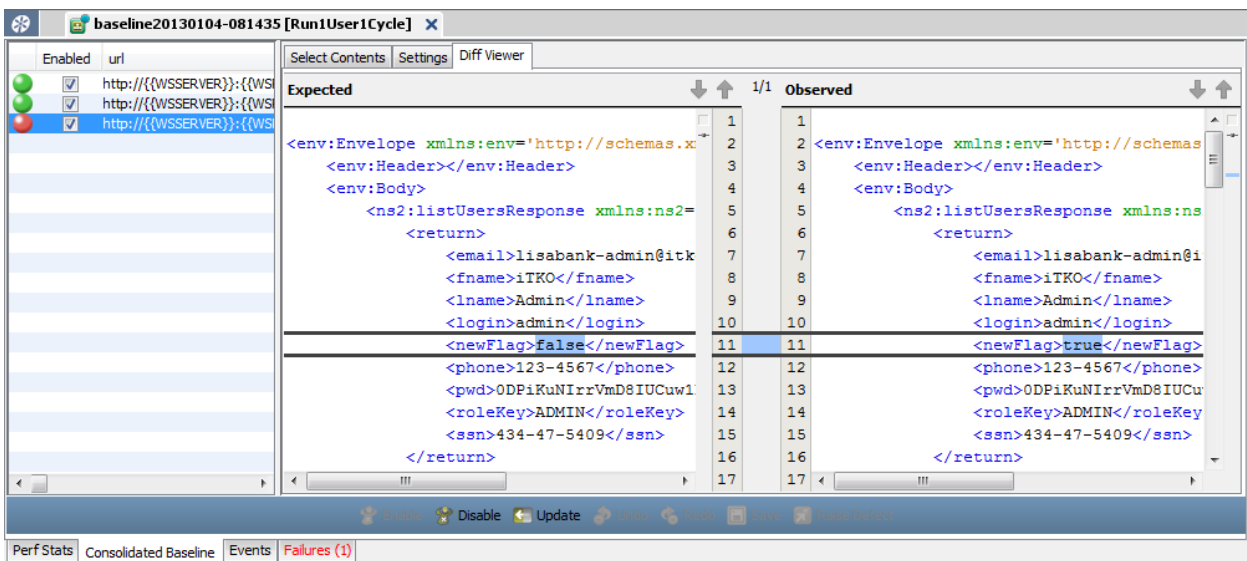 baseline20130104-081435 [Run1User1Cycle] X
Enabled url
http://{{WSSERVER}}:{{WSI
http://{{WSSERVER}}:{{WSI
http://{{WSSERVER}}:{{WSI
Select Contents Settings Diff Viewer
Expected 1/1 Observed
1 1
<env:Envelope xmlns:env='http://schemas.x 2 2 <env:Envelope xmlns:env='http://schemas
<env:Header></env:Header> 3 3 <env:Header></env:Header>
<env:Body> 4 4 <env:Body>
<ns2:listUsersResponse xmlns:ns2= 5 5 <ns2:listUsersResponse xmlns:ns
<return> 6 6 <return>
<email>lisabank-admin@itk 7 7 <email>lisabank-admin@i
<fname>iTKO</fname> 8 8 <fname>iTKO</fname>
<lname>Admin</lname> 9 9 <lname>Admin</lname>
<login>admin</login> 10 10 <login>admin</login>
<newFlag>false</newFlag> 11 11 <newFlag>true</newFlag>
<phone>123-4567</phone> 12 12 <phone>123-4567</phone>
<pwd>0DPiKuNIrrVmD8IUCuw1 13 13 <pwd>0DPiKuNIrrVmD8IUCu
<roleKey>ADMIN</roleKey> 14 14 <roleKey>ADMIN</roleKey
<ssn>434-47-5409</ssn> 15 15 <ssn>434-47-5409</ssn>
</return> 16 16 </return>
17 17
Enable Disable Update Undo Save
Perf Stats Consolidated Baseline Events Failures (1)